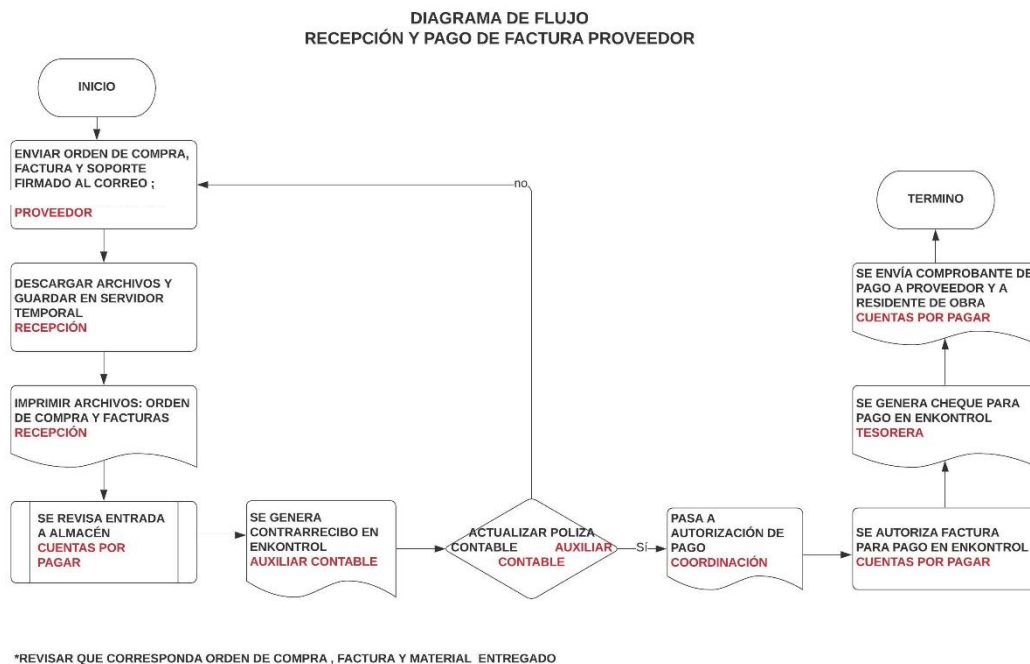 DIAGRAMA DE FLUJO
RECEPCIÓN Y PAGO DE FACTURA PROVEEDOR
INICIO
ENVIAR ORDEN DE COMPRA,
FACTURA Y SOPORTE
FIRMADO AL CORREO ;
PROVEEDOR
DESCARGAR ARCHIVOS Y
GUARDAR EN SERVIDOR
TEMPORAL
RECEPCIÓN
IMPRIMIR ARCHIVOS: ORDEN
DE COMPRA Y FACTURAS
RECEPCIÓN
SE REVISA ENTRADA
A ALMACÉN
CUENTAS POR
PAGAR
SE GENERA
CONTRARRECIBO EN
ENKONTROL
AUXILIAR CONTABLE
ACTUALIZAR POLIZA
CONTABLE AUXILIAR
CONTABLE
no
Sí
PASA A
AUTORIZACIÓN DE
PAGO
COORDINACIÓN
SE AUTORIZA FACTURA
PARA PAGO EN ENKONTROL
CUENTAS POR PAGAR
SE GENERA CHEQUE PARA
PAGO EN ENKONTROL
TESORERA
SE ENVÍA COMPROBANTE DE
PAGO A PROVEEDOR Y A
RESIDENTE DE OBRA
CUENTAS POR PAGAR
TERMINO
*REVISAR QUE CORRESPONDA ORDEN DE COMPRA , FACTURA Y MATERIAL ENTREGADO